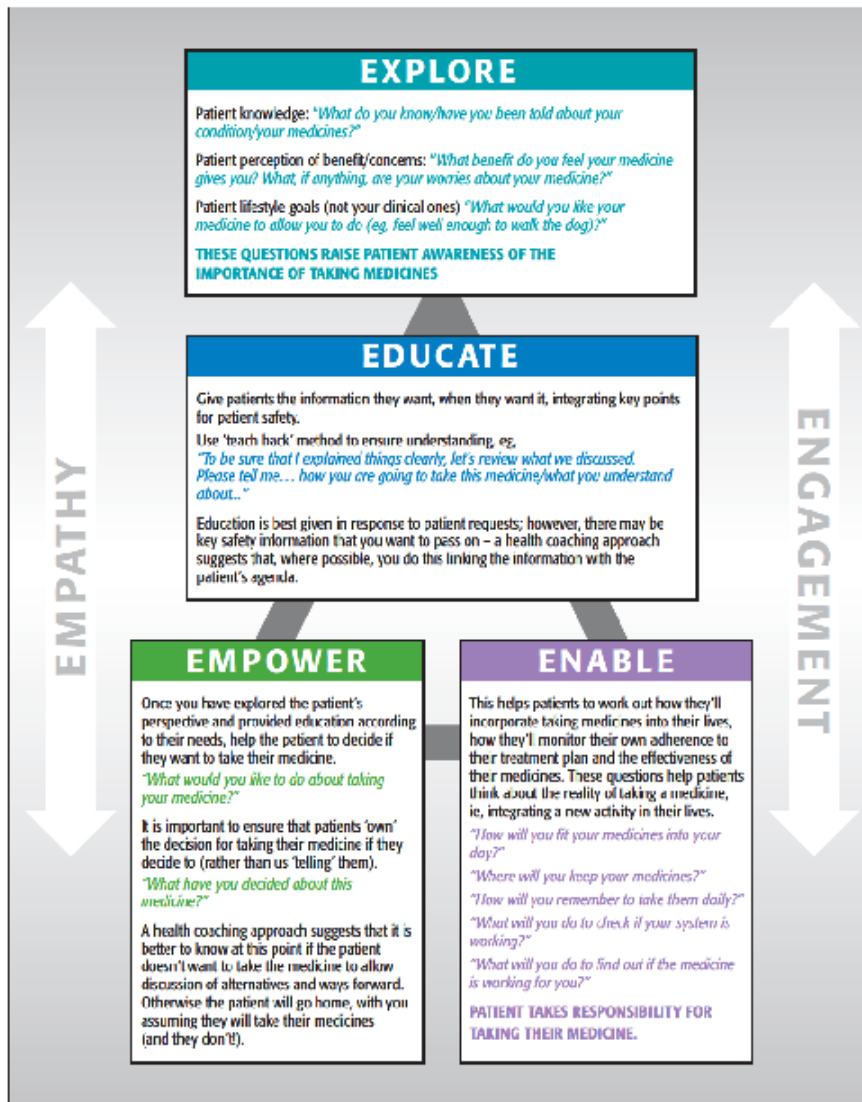 EXPLORE
Patient knowledge: "What do you know/have you been told about your
condition/your medicines?"
Patient perception of benefit/concerns: "What benefit do you feel your medicine
gives you? What, if anything, are your worries about your medicine?"
Patient lifestyle goals (not your clinical ones) "What would you like your
medicine to allow you to do (eg, feel well enough to walk the dog)?"
THESE QUESTIONS RAISE PATIENT AWARENESS OF THE
IMPORTANCE OF TAKING MEDICINES
EDUCATE
Give patients the information they want, when they want it, integrating key points
for patient safety.
Use 'teach back' method to ensure understanding, eg,
"To be sure that I explained things clearly, let's review what we discussed.
Please tell me… how you are going to take this medicine/what you understand
about..."
Education is best given in response to patient requests; however, there may be
key safety information that you want to pass on – a health coaching approach
suggests that, where possible, you do this linking the information with the
patient's agenda.
EMPATHY
ENGAGEMENT
EMPOWER
Once you have explored the patient's
perspective and provided education according
to their needs, help the patient to decide if
they want to take their medicine.
"What would you like to do about taking
your medicine?"
It is important to ensure that patients 'own'
the decision for taking their medicine if they
decide to (rather than us 'telling' them).
"What have you decided about this
medicine?"
A health coaching approach suggests that it is
better to know at this point if the patient
doesn't want to take the medicine to allow
discussion of alternatives and ways forward.
Otherwise the patient will go home, with you
assuming they will take their medicines
(and they don't!).
ENABLE
This helps patients to work out how they'll
incorporate taking medicines into their lives,
how they'll monitor their own adherence to
their treatment plan and the effectiveness of
their medicines. These questions help patients
think about the reality of taking a medicine,
ie, integrating a new activity in their lives.
"How will you fit your medicines into your
day?"
"Where will you keep your medicines?"
"How will you remember to take them daily?"
"What will you do to check if your system is
working?"
"What will you do to find out if the medicine
is working for you?"
PATIENT TAKES RESPONSIBILITY FOR
TAKING THEIR MEDICINE.